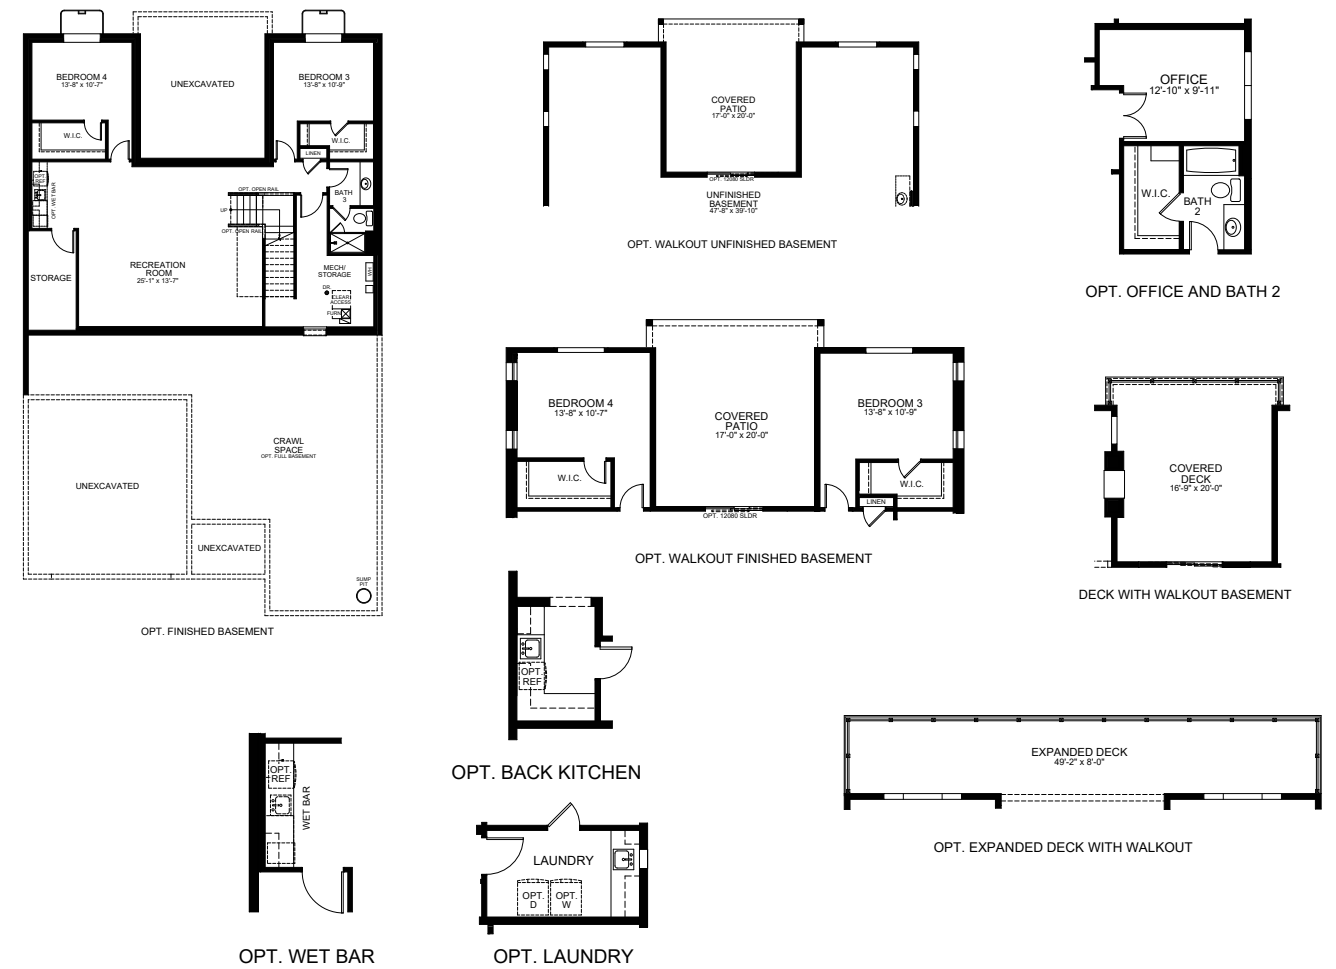 BEDROOM 4
13'-8" x 10'-7"
UNEXCAVATED
BEDROOM 3
13'-8" x 10'-9"
W.I.C.
W.I.C.
LINEN
OPT.
REF
OPT. WET BAR
BATH
3
OPT. OPEN RAIL
UP
OPT. OPEN RAIL
STORAGE
RECREATION
ROOM
25'-1" x 13'-7"
MECH/
STORAGE
WH
DR.
CLEAR
ACCESS
FURN
CRAWL
SPACE
OPT. FULL BASEMENT
UNEXCAVATED
UNEXCAVATED
SUMP
PIT
OPT. FINISHED BASEMENT
COVERED
PATIO
17'-0" x 20'-0"
OPT. 12080 SLDR
UNFINISHED
BASEMENT
47'-8" x 39'-10"
OPT. WALKOUT UNFINISHED BASEMENT
OFFICE
12'-10" x 9'-11"
W.I.C.
BATH
2
OPT. OFFICE AND BATH 2
BEDROOM 4
13'-8" x 10'-7"
COVERED
PATIO
17'-0" x 20'-0"
BEDROOM 3
13'-8" x 10'-9"
W.I.C.
W.I.C.
LINEN
OPT. 12080 SLDR
OPT. WALKOUT FINISHED BASEMENT
COVERED
DECK
16'-9" x 20'-0"
DECK WITH WALKOUT BASEMENT
OPT.
REF
OPT. BACK KITCHEN
EXPANDED DECK
49'-2" x 8'-0"
OPT. EXPANDED DECK WITH WALKOUT
OPT.
REF
WET BAR
OPT. WET BAR
LAUNDRY
OPT.
D
OPT.
W
OPT. LAUNDRY